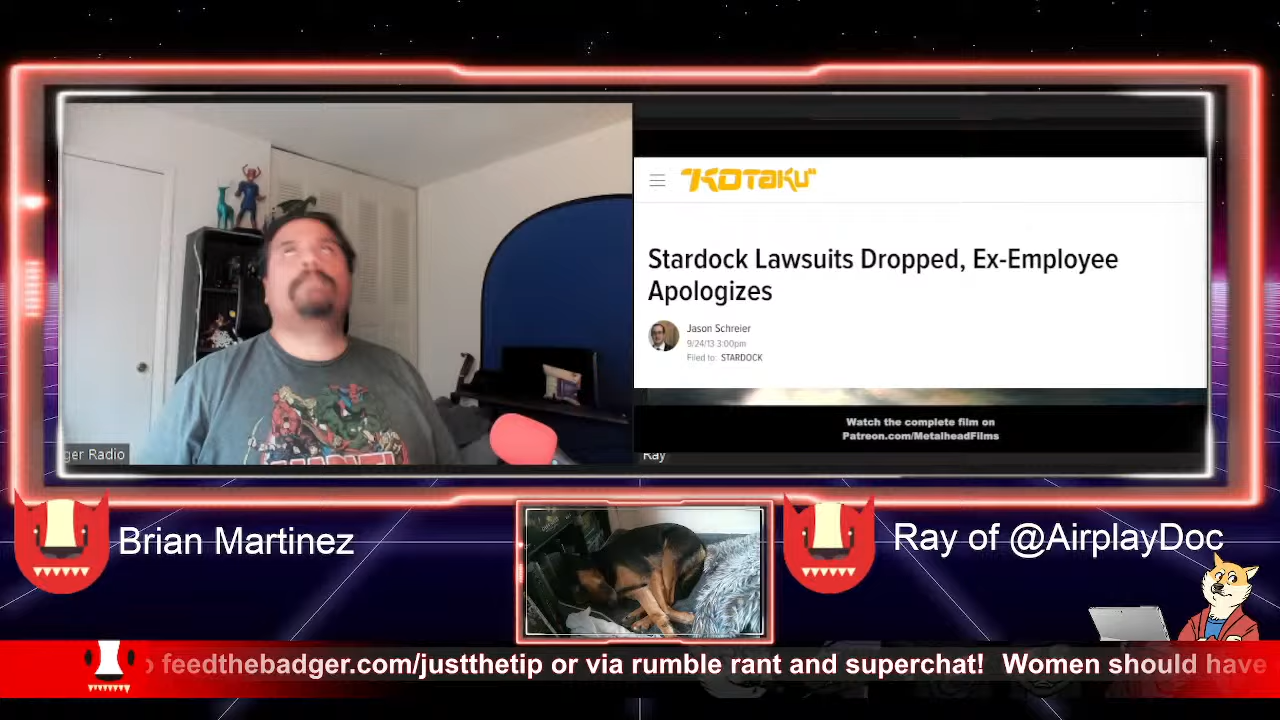 "KOTAKU"
Stardock Lawsuits Dropped, Ex-Employee
Apologizes
Jason Schreier
9/24/13 3:00pm
Filed to: STARDOCK
Watch the complete film on
Patreon.com/MetalheadFilms
ger Radio
Ray
Brian Martinez
Ray of @AirplayDoc
feedthebadger.com/justthetip or via rumble rant and superchat! Women should have